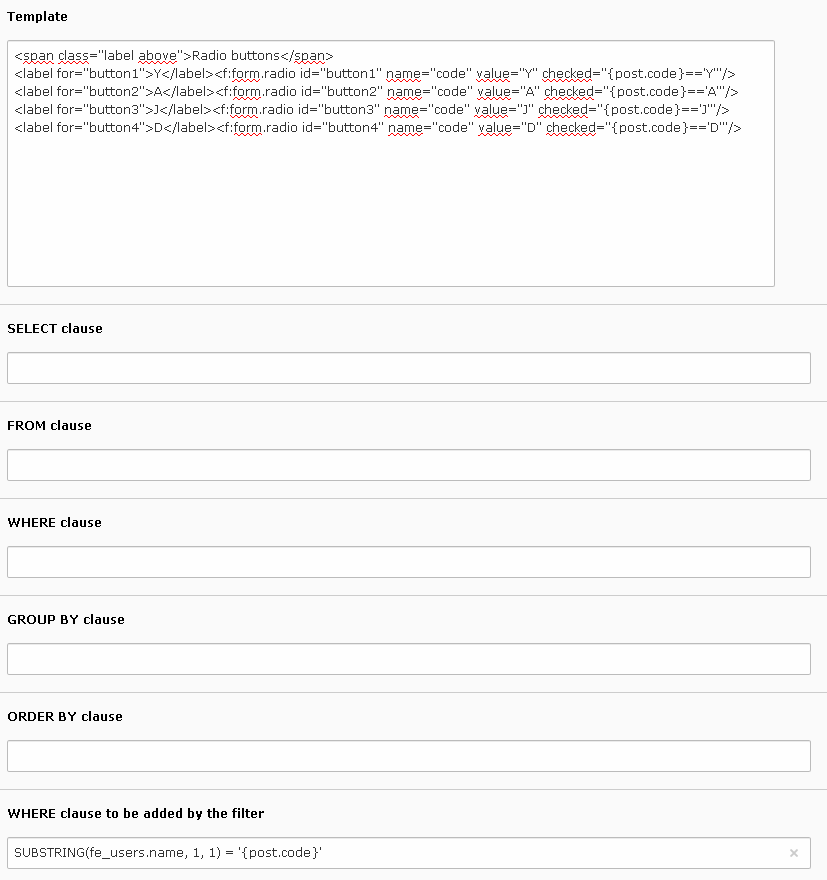 Template
<span class="label above">Radio buttons</span>
<label for="button1">Y</label><f:form.radio id="button1" name="code" value="Y" checked="{post.code}=='Y'"/>
<label for="button2">A</label><f:form.radio id="button2" name="code" value="A" checked="{post.code}=='A'"/>
<label for="button3">J</label><f:form.radio id="button3" name="code" value="J" checked="{post.code}=='J'"/>
<label for="button4">D</label><f:form.radio id="button4" name="code" value="D" checked="{post.code}=='D'"/>
SELECT clause
FROM clause
WHERE clause
GROUP BY clause
ORDER BY clause
WHERE clause to be added by the filter
SUBSTRING(fe_users.name, 1, 1) = '{post.code}'